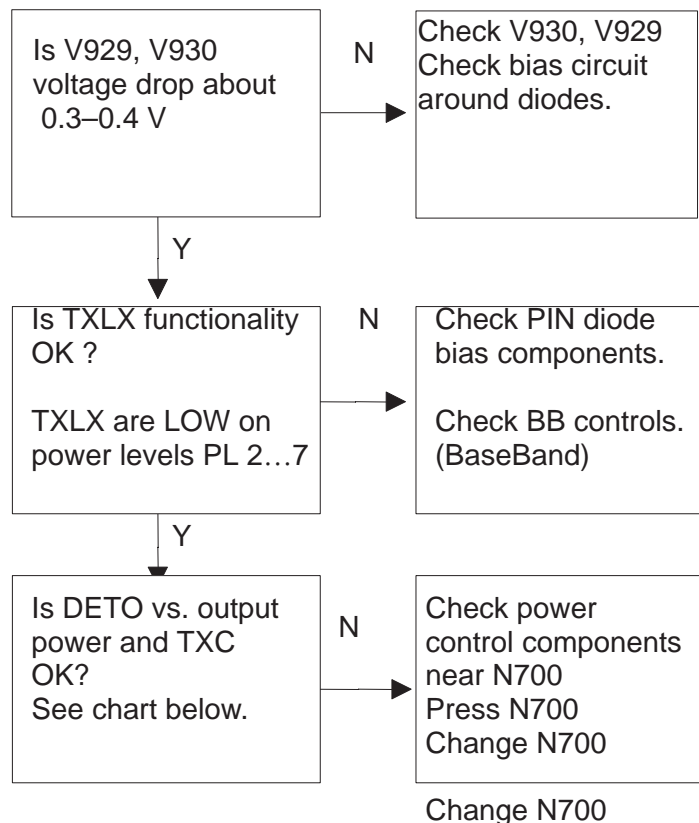 Is V929, V930
voltage drop about
0.3–0.4 V
N
Check V930, V929
Check bias circuit
around diodes.
Y
Is TXLX functionality
OK ?
TXLX are LOW on
power levels PL 2...7
N
Check PIN diode
bias components.
Check BB controls.
(BaseBand)
Y
Is DETO vs. output
power and TXC
OK?
See chart below.
N
Check power
control components
near N700
Press N700
Change N700
Change N700